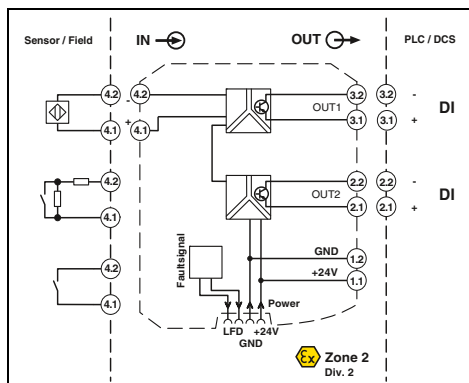 Sensor / Field
IN
OUT
PLC / DCS
4.2
-
4.2
3.2
3.2
-
OUT1
DI
4.1
+
4.1
3.1
3.1
+
4.2
2.2
2.2
-
OUT2
DI
4.1
2.1
2.1
+
Faultsignal
GND
1.2
4.2
+24V
1.1
4.1
Power
LFD
+24V
GND
Ex
Zone 2
Div. 2